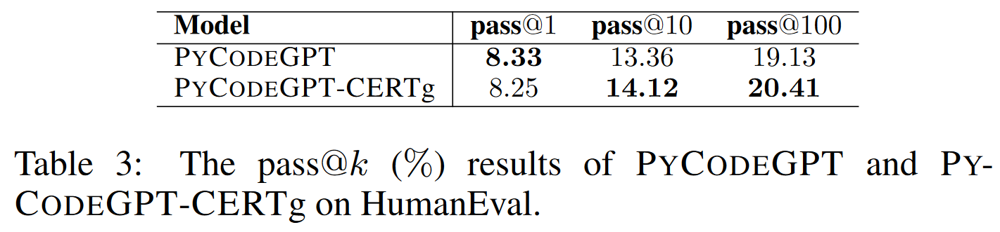 Model pass@1 pass@10 pass@100
PYCODEGPT 8.33 13.36 19.13
PYCODEGPT-CERTg 8.25 14.12 20.41
Table 3: The pass@k (%) results of PYCODEGPT and PY-
CODEGPT-CERTg on HumanEval.